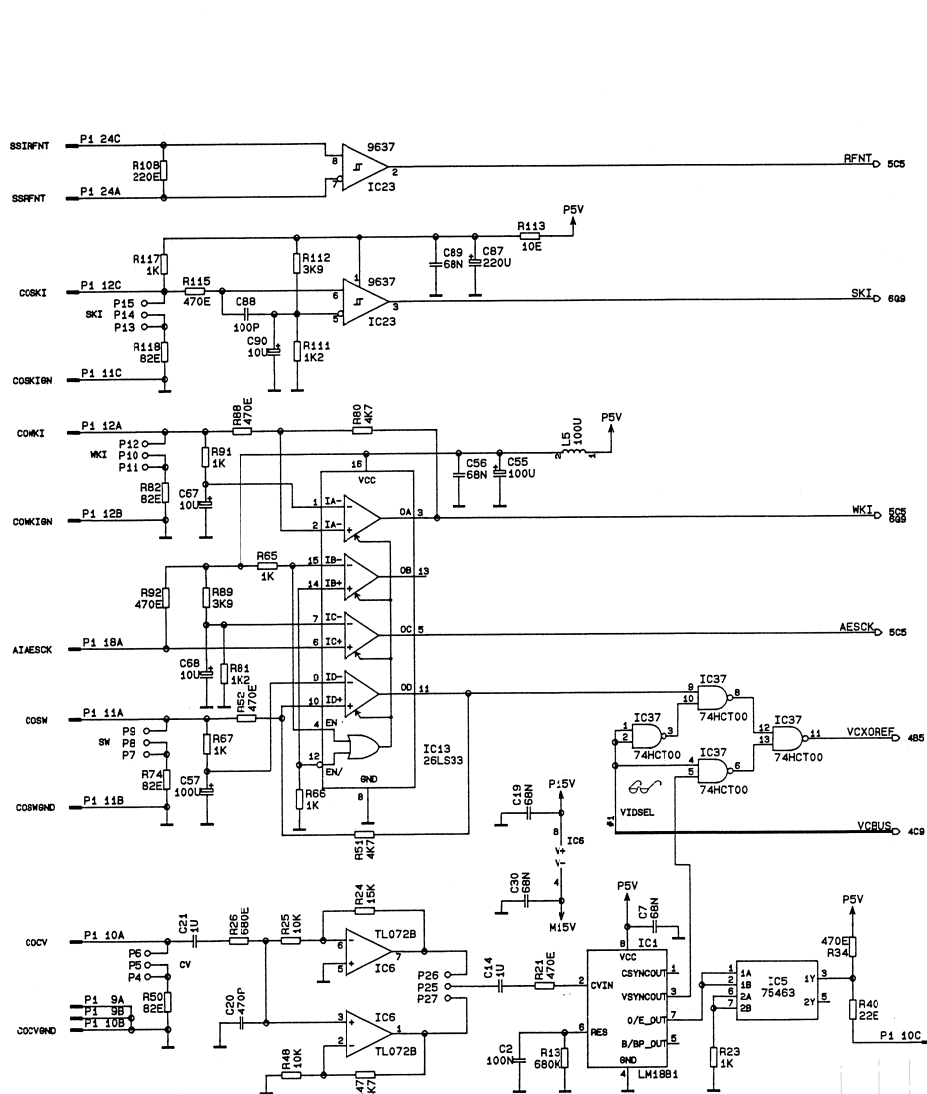 SSIRFNT P1 24C
R108
220E
SSRFNT P1 24A
8
7
9637
IC23
2
RFNT 5C5
R117
1K
COSKI P1 12C
R115
470E
C88
100P
R112
3K9
C89
68N
C87
220U
R113
10E
P5V
1
6
5
9637
IC23
3
SKI 6G9
P15
SKI P14
P13
R118
82E
C90
10U
R111
1K2
COSKIGN P1 11C
COWKI P1 12A
R88
470E
R80
4K7
L5
100U
2
1
P5V
P12
WKI P10
P11
R91
1K
R82
82E
C67
10U
C56
68N
C55
100U
16
VCC
COWKIGN P1 12B
1 IA-
2 IA-
OA 3
WKI 5C5
6G9
R65
1K
15 IB-
14 IB+
OB 13
R92
470E
R89
3K9
7 IC-
6 IC+
OC 5
AESCK 5C5
AIAESCK P1 18A
C68
10U
R81
1K2
R52
470E
9 ID-
10 ID+
OD 11
4 EN
12
EN/
GND
8
IC13
26LS33
COSW P1 11A
P9
SW P8
P7
R67
1K
R74
82E
C57
100U
COSWGND P1 11B
R66
1K
R51
4K7
IC37
9
10
8
74HCT00
IC37
1
2
3
74HCT00
IC37
12
13
11
74HCT00
VCXOREF 4B5
IC37
4
5
6
74HCT00
VIDSEL
#1
VCBUS 4C9
C19
68N
P15V
8
V+
V-
4
IC6
C30
68N
M15V
COCV P1 10A
C21
1U
R26
680E
R25
10K
R24
15K
P6
P5 CV
P4
R50
82E
P1 9A
P1 9B
P1 10B
COCVGND
6
5
7
TL072B
IC6
C20
470P
3
2
1
IC6
TL072B
R48
10K
47
K7
P26
P25
P27
C14
1U
R21
470E
P5V
C7
68N
8
VCC
IC1
2 CVIN
CSYNCOUT 1
VSYNCOUT 3
6 RES
O/E_OUT 7
B/BP_OUT 5
GND
4
LM1881
C2
100N
R13
680K
1 1A
2 1B
6 2A
7 2B
IC5
75463
1Y 3
2Y 5
P5V
470E
R34
R40
22E
R23
1K
P1 10C